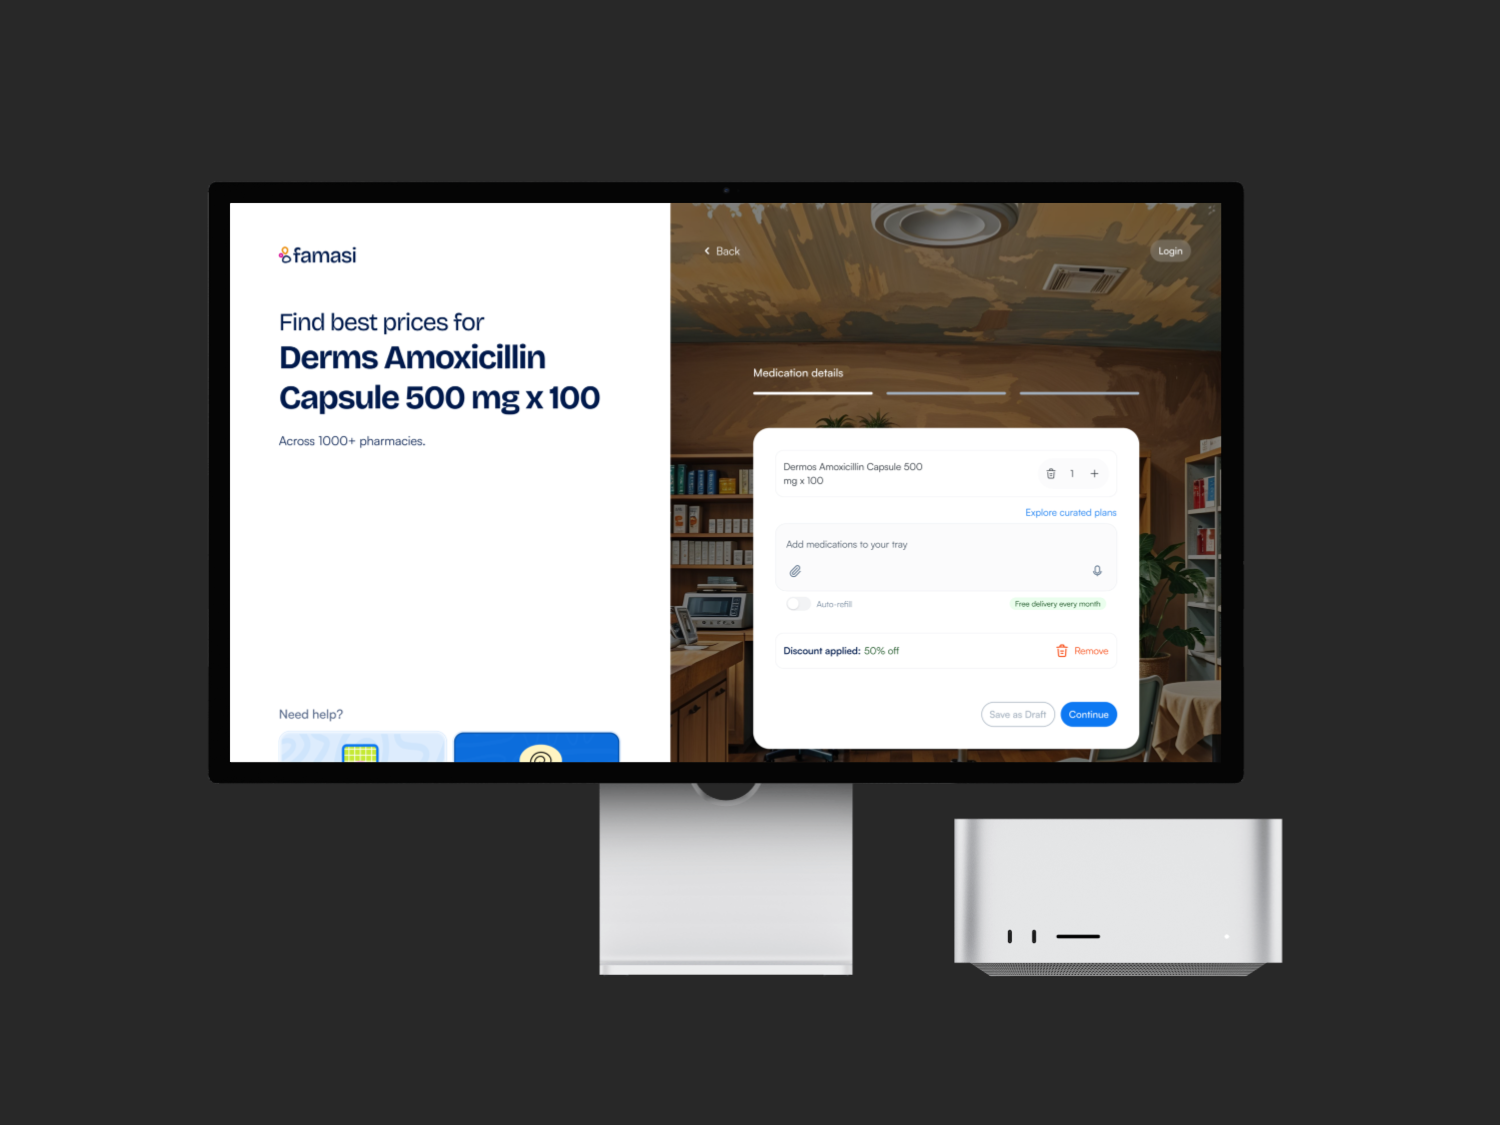 famasi
Find best prices for
Derms Amoxicillin
Capsule 500 mg x 100
Across 1000+ pharmacies.
Need help?
Back
Login
Medication details
Dermos Amoxicillin Capsule 500
mg x 100
1
Explore curated plans
Add medications to your tray
Auto-refill
Free delivery every month
Discount applied: 50% off
Remove
Save as Draft
Continue